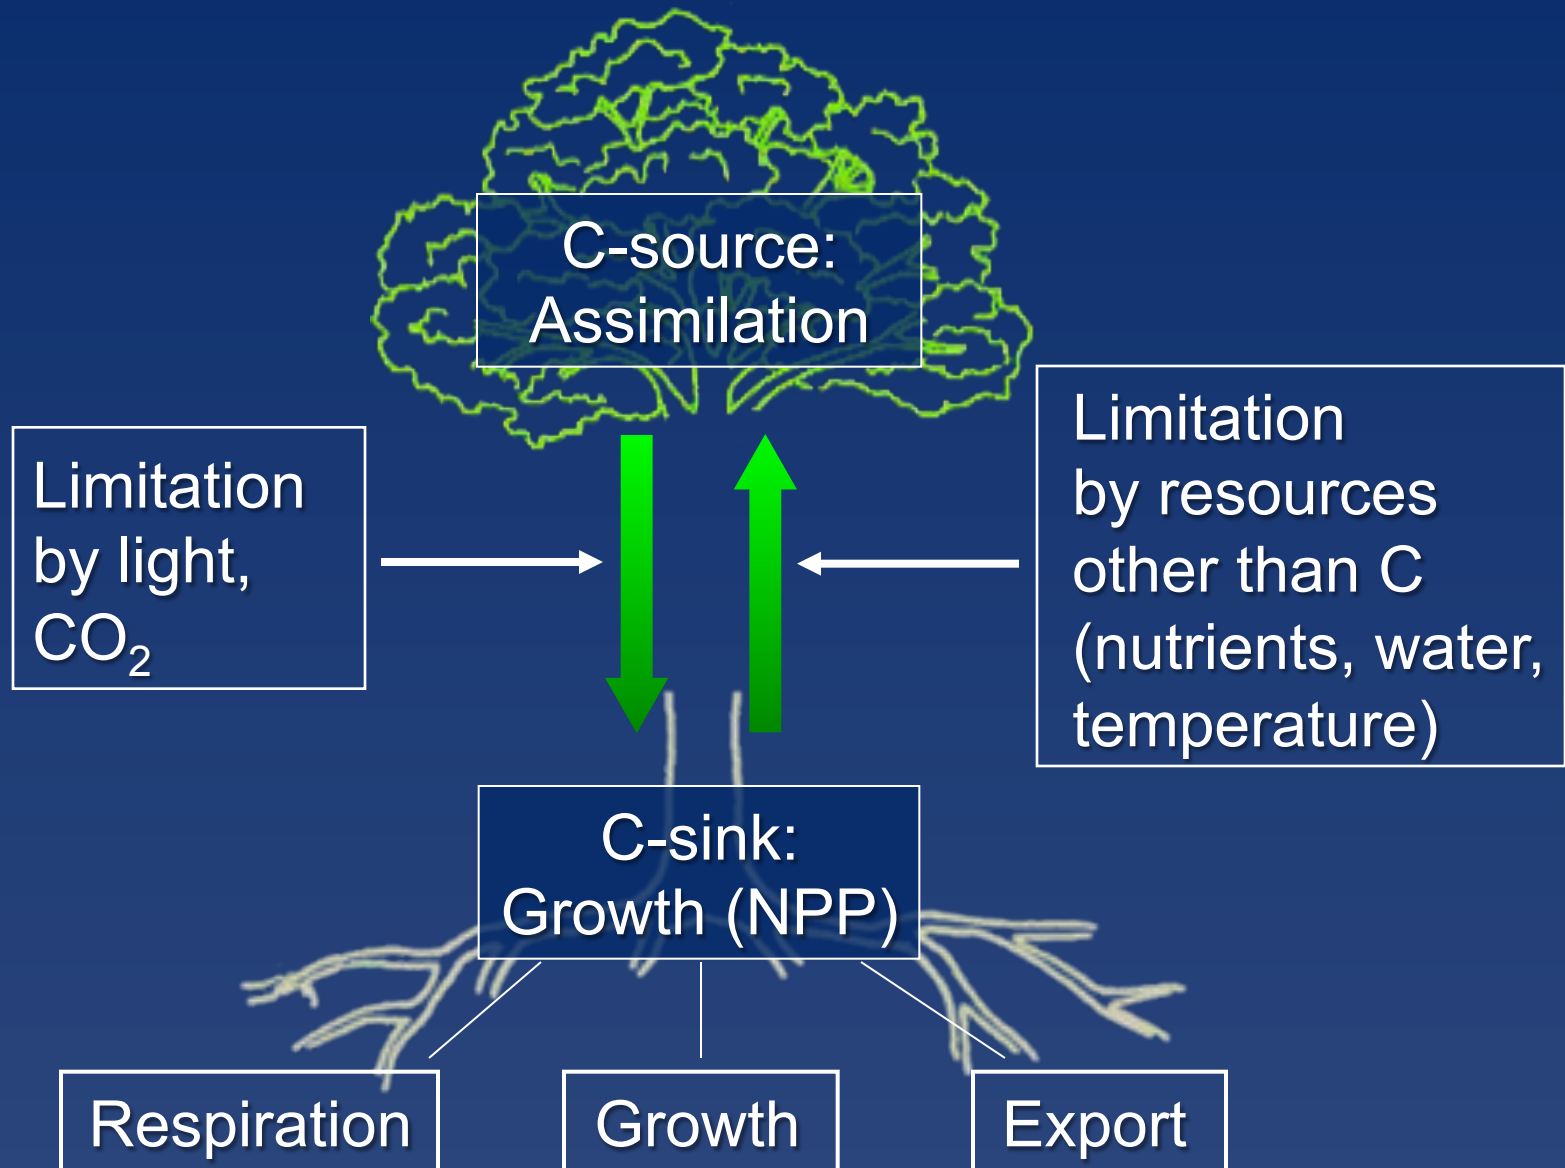 C-source:
Assimilation
Limitation
by light,
CO₂
Limitation
by resources
other than C
(nutrients, water,
temperature)
C-sink:
Growth (NPP)
Respiration
Growth
Export